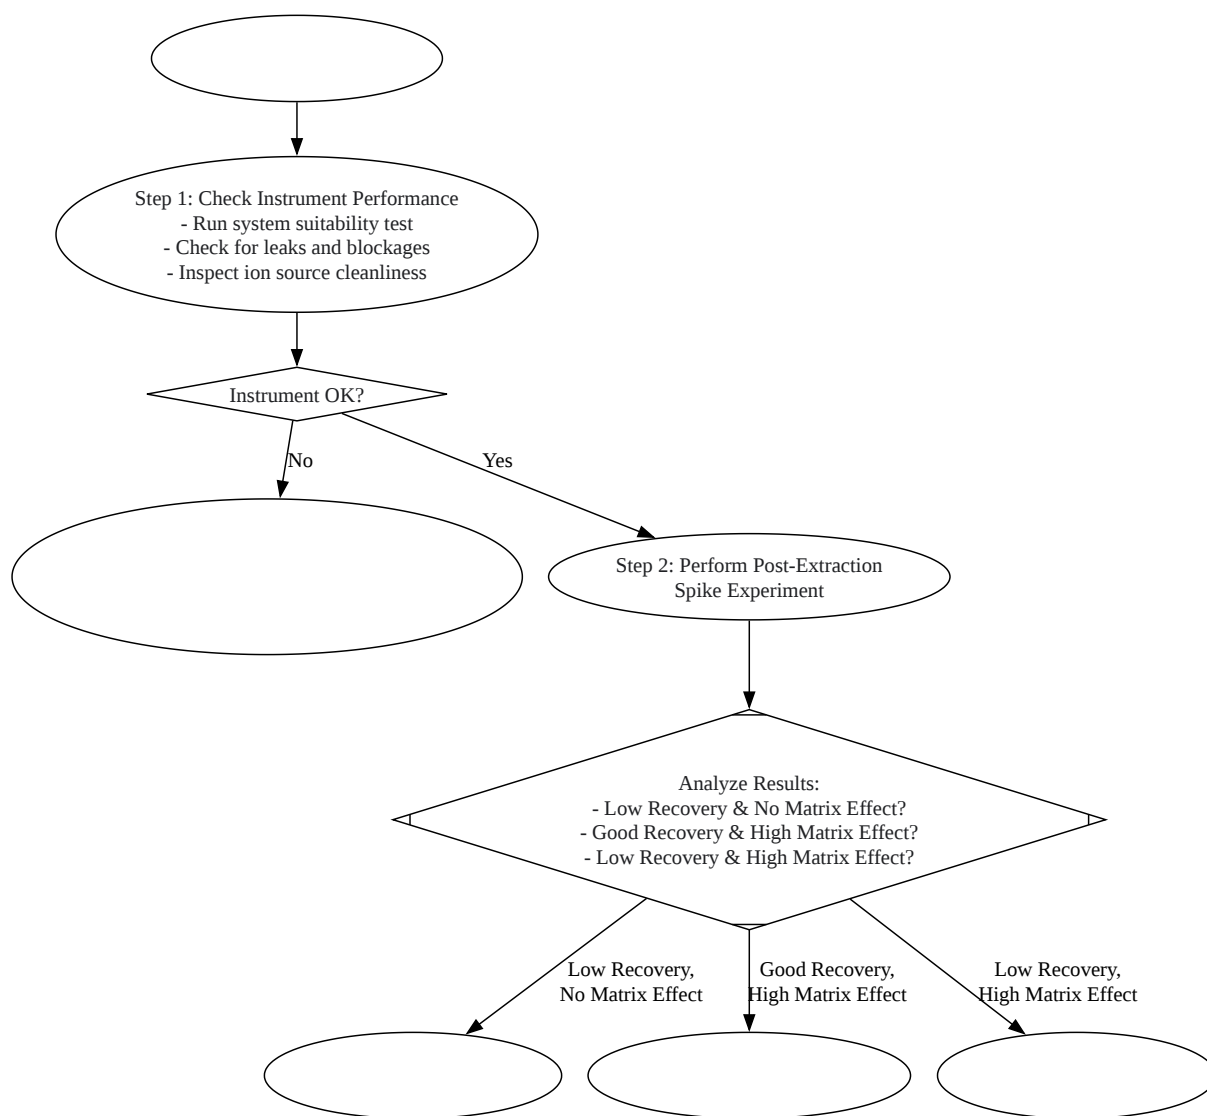 Step 1: Check Instrument Performance
- Run system suitability test
- Check for leaks and blockages
- Inspect ion source cleanliness
Instrument OK?
No
Yes
Step 2: Perform Post-Extraction
Spike Experiment
Analyze Results:
- Low Recovery & No Matrix Effect?
- Good Recovery & High Matrix Effect?
- Low Recovery & High Matrix Effect?
Low Recovery,
No Matrix Effect
Good Recovery,
High Matrix Effect
Low Recovery,
High Matrix Effect